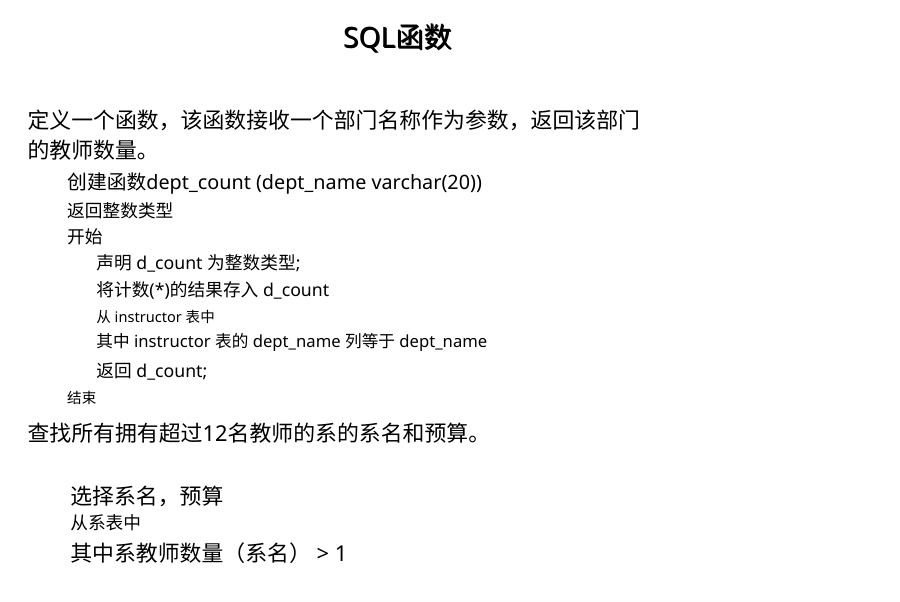 SQL函数
定义一个函数，该函数接收一个部门名称作为参数，返回该部门
的教师数量。
创建函数dept_count (dept_name varchar(20))
返回整数类型
开始
声明 d_count 为整数类型;
将计数(*)的结果存入 d_count
从 instructor 表中
其中 instructor 表的 dept_name 列等于 dept_name
返回 d_count;
结束
查找所有拥有超过12名教师的系的系名和预算。
选择系名，预算
从系表中
其中系教师数量（系名） > 1